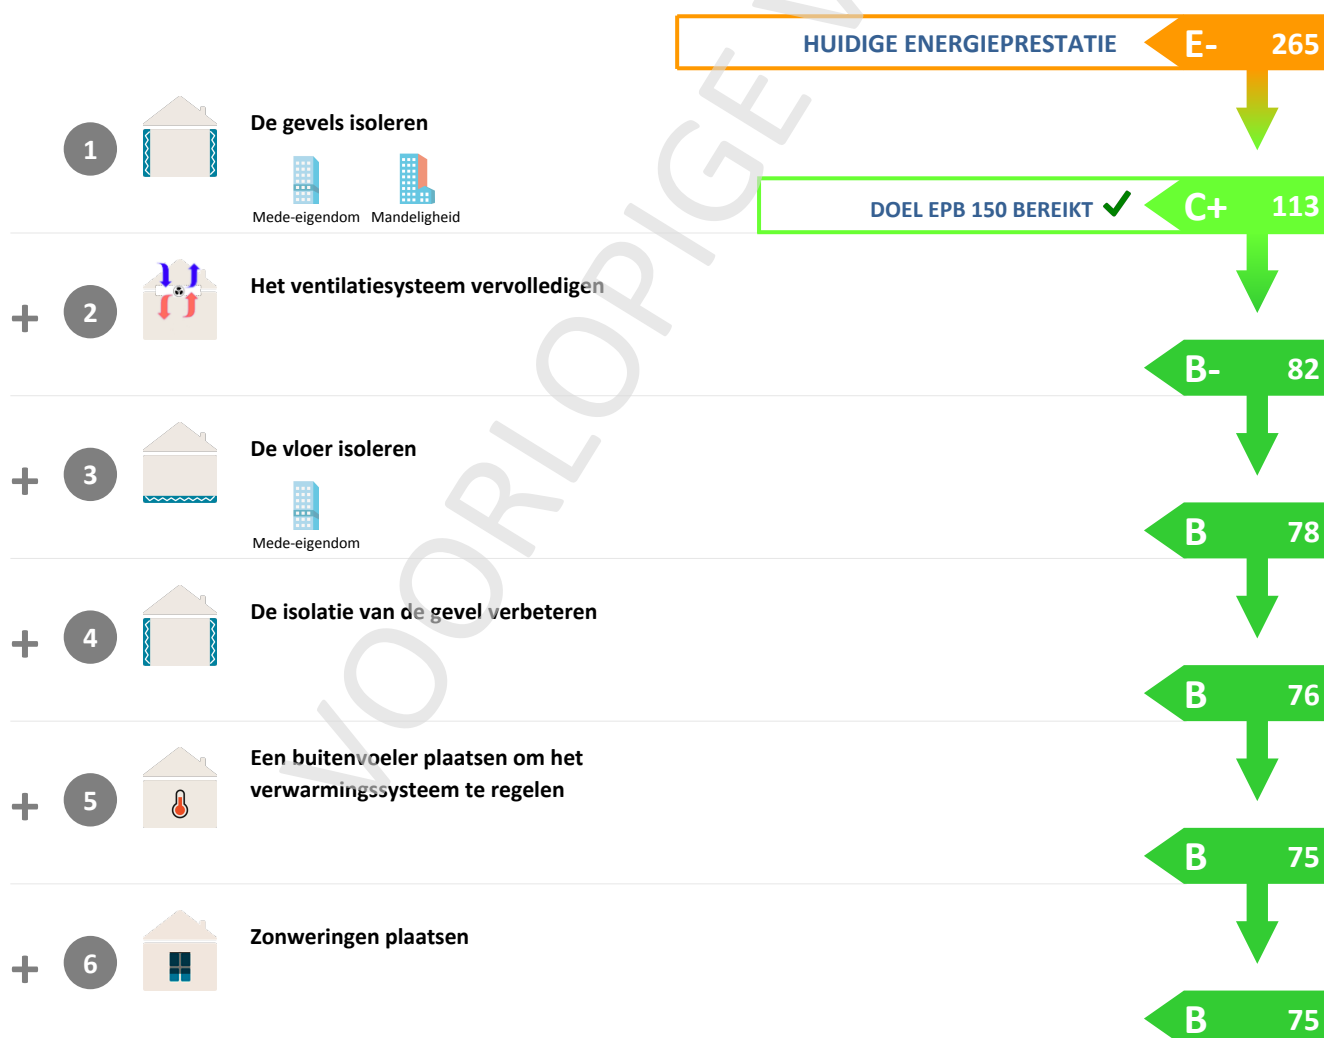 HUIDIGE ENERGIEPRESTATIE E- 265
1 De gevels isoleren
Mede-eigendom Mandeligheid
DOEL EPB 150 BEREIKT C+ 113
+ 2 Het ventilatiesysteem vervolledigen
B- 82
+ 3 De vloer isoleren
Mede-eigendom
B 78
+ 4 De isolatie van de gevel verbeteren
B 76
+ 5 Een buitenvoeler plaatsen om het
verwarmingssysteem te regelen
B 75
+ 6 Zonweringen plaatsen
B 75
VOORLOPIGE